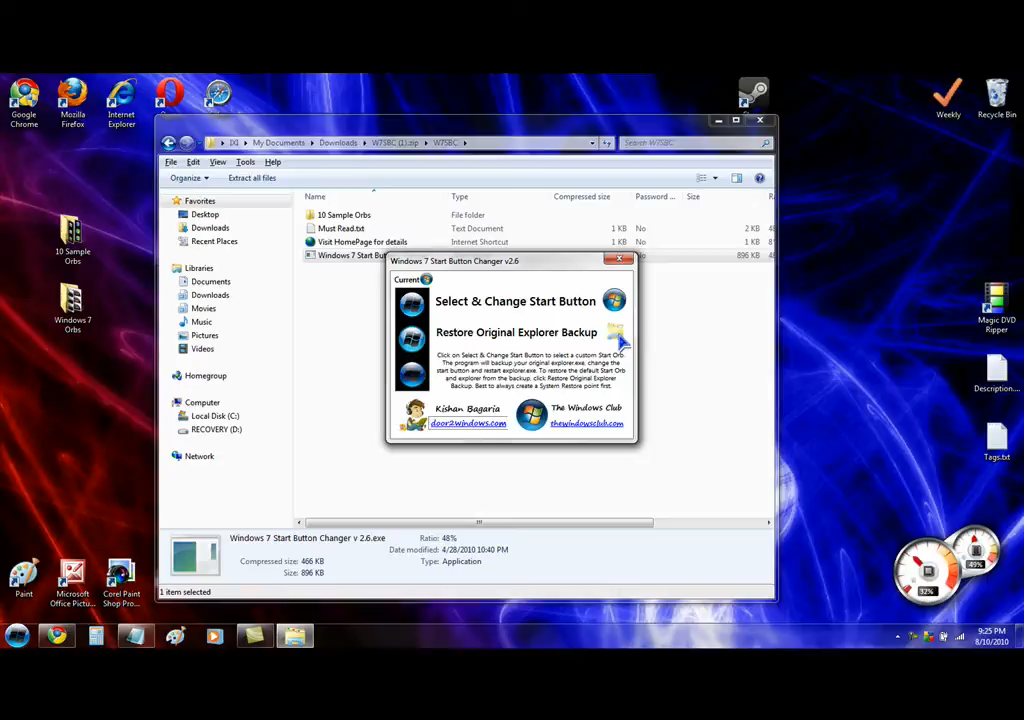 Google
Chrome
Mozilla
Firefox
Internet
Explorer
Weekly
Recycle Bin
10 Sample
Orbs
Windows 7
Orbs
Magic DVD
Ripper
Description....
Tags.txt
My Documents
Downloads
W7SBC (1).zip
W7SBC
Search W7SBC
File
Edit
View
Tools
Help
Organize
Extract all files
Favorites
Desktop
Downloads
Recent Places
Libraries
Documents
Downloads
Movies
Music
Pictures
Videos
Homegroup
Computer
Local Disk (C:)
RECOVERY (D:)
Network
Name
Type
Compressed size
Password ...
Size
10 Sample Orbs
File folder
Must Read.txt
Text Document
1 KB
No
2 KB
Visit HomePage for details
Internet Shortcut
1 KB
No
1 KB
Windows 7 Start Bu
896 KB
Windows 7 Start Button Changer v2.6
Current
Select & Change Start Button
Restore Original Explorer Backup
Click on Select & Change Start Button to select a custom Start Orb.
The program will backup your original explorer.exe, change the
start button and restart explorer.exe. To restore the default Start Orb
and explorer from the backup, click Restore Original Explorer
Backup. Best to always create a System Restore point first.
Kishan Bagaria
door2windows.com
The Windows Club
thewindowsclub.com
Windows 7 Start Button Changer v 2.6.exe
Compressed size: 466 KB
Size: 896 KB
Ratio: 48%
Date modified: 4/28/2010 10:40 PM
Type: Application
1 item selected
Paint
Microsoft
Office Pictu...
Corel Paint
Shop Pro...
49%
32%
9:25 PM
8/10/2010